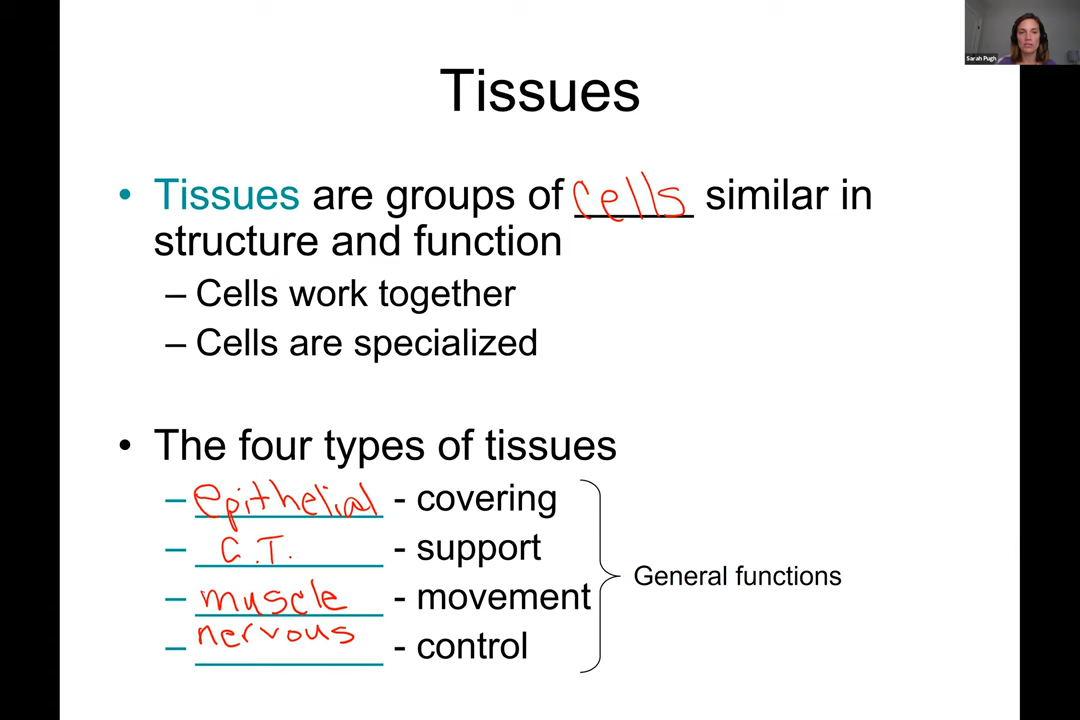 Sarah Pugh
Tissues
• Tissues are groups of cells similar in
structure and function
– Cells work together
– Cells are specialized
• The four types of tissues
– epithelial - covering
– C.T. - support
– muscle - movement
– nervous - control
General functions